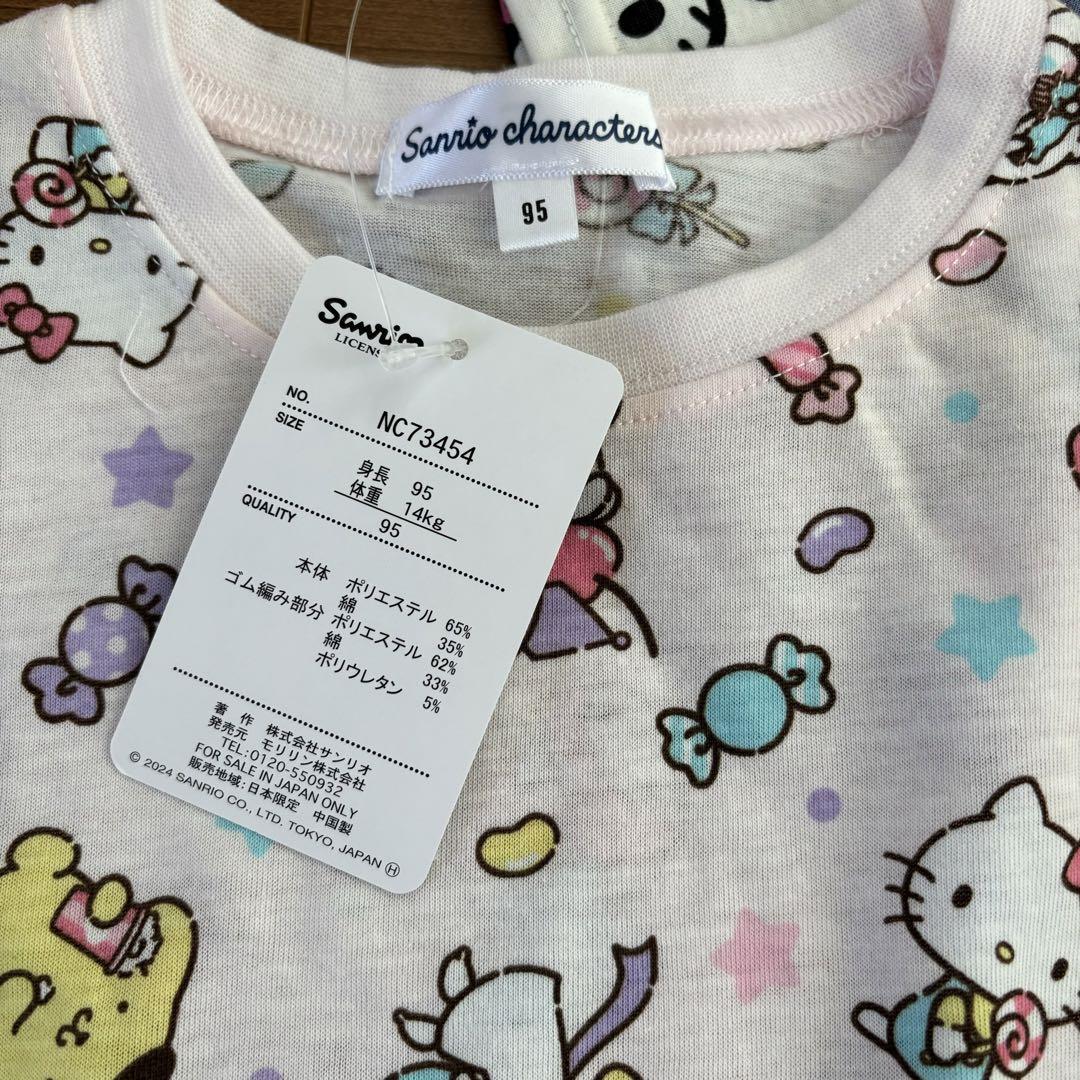 Sanrio characters
95
Sanrio
LICENS
NO.
NC73454
SIZE
身長 95
体重 14kg
95
QUALITY
本体 ポリエステル 65%
綿 35%
ゴム編み部分 ポリエステル 62%
綿 33%
ポリウレタン 5%
著作 株式会社サンリオ
発売元 モリリン株式会社
TEL:0120-550932
FOR SALE IN JAPAN ONLY
販売地域:日本限定 中国製
© 2024 SANRIO CO., LTD. TOKYO, JAPAN Ⓗ